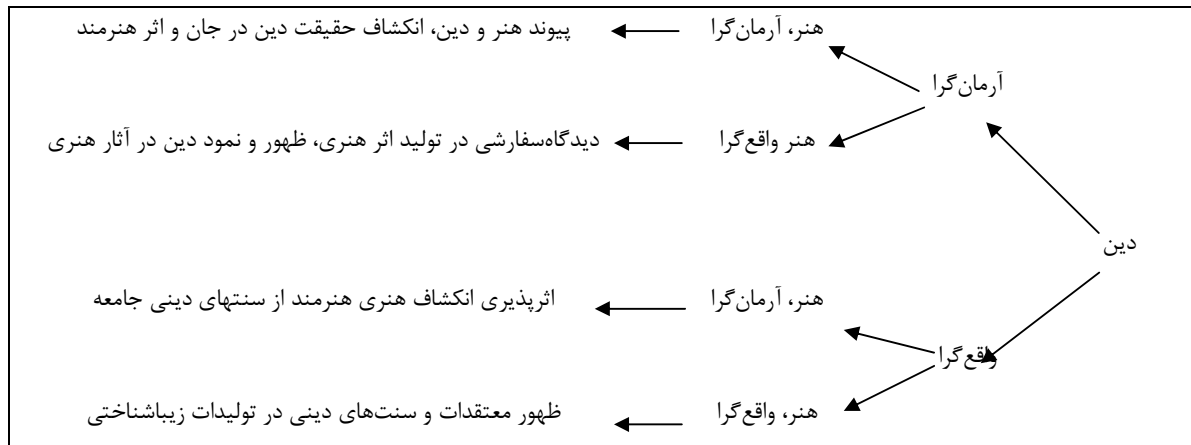 هنر، آرمان‌گرا
پیوند هنر و دین، انکشاف حقیقت دین در جان و اثر هنرمند
آرمان‌گرا
هنر واقع‌گرا
دیدگاه‌سفارشی در تولید اثر هنری، ظهور و نمود دین در آثار هنری
دین
هنر، آرمان‌گرا
اثرپذیری انکشاف هنری هنرمند از سنتهای دینی جامعه
واقع‌گرا
هنر، واقع‌گرا
ظهور معتقدات و سنت‌های دینی در تولیدات زیباشناختی